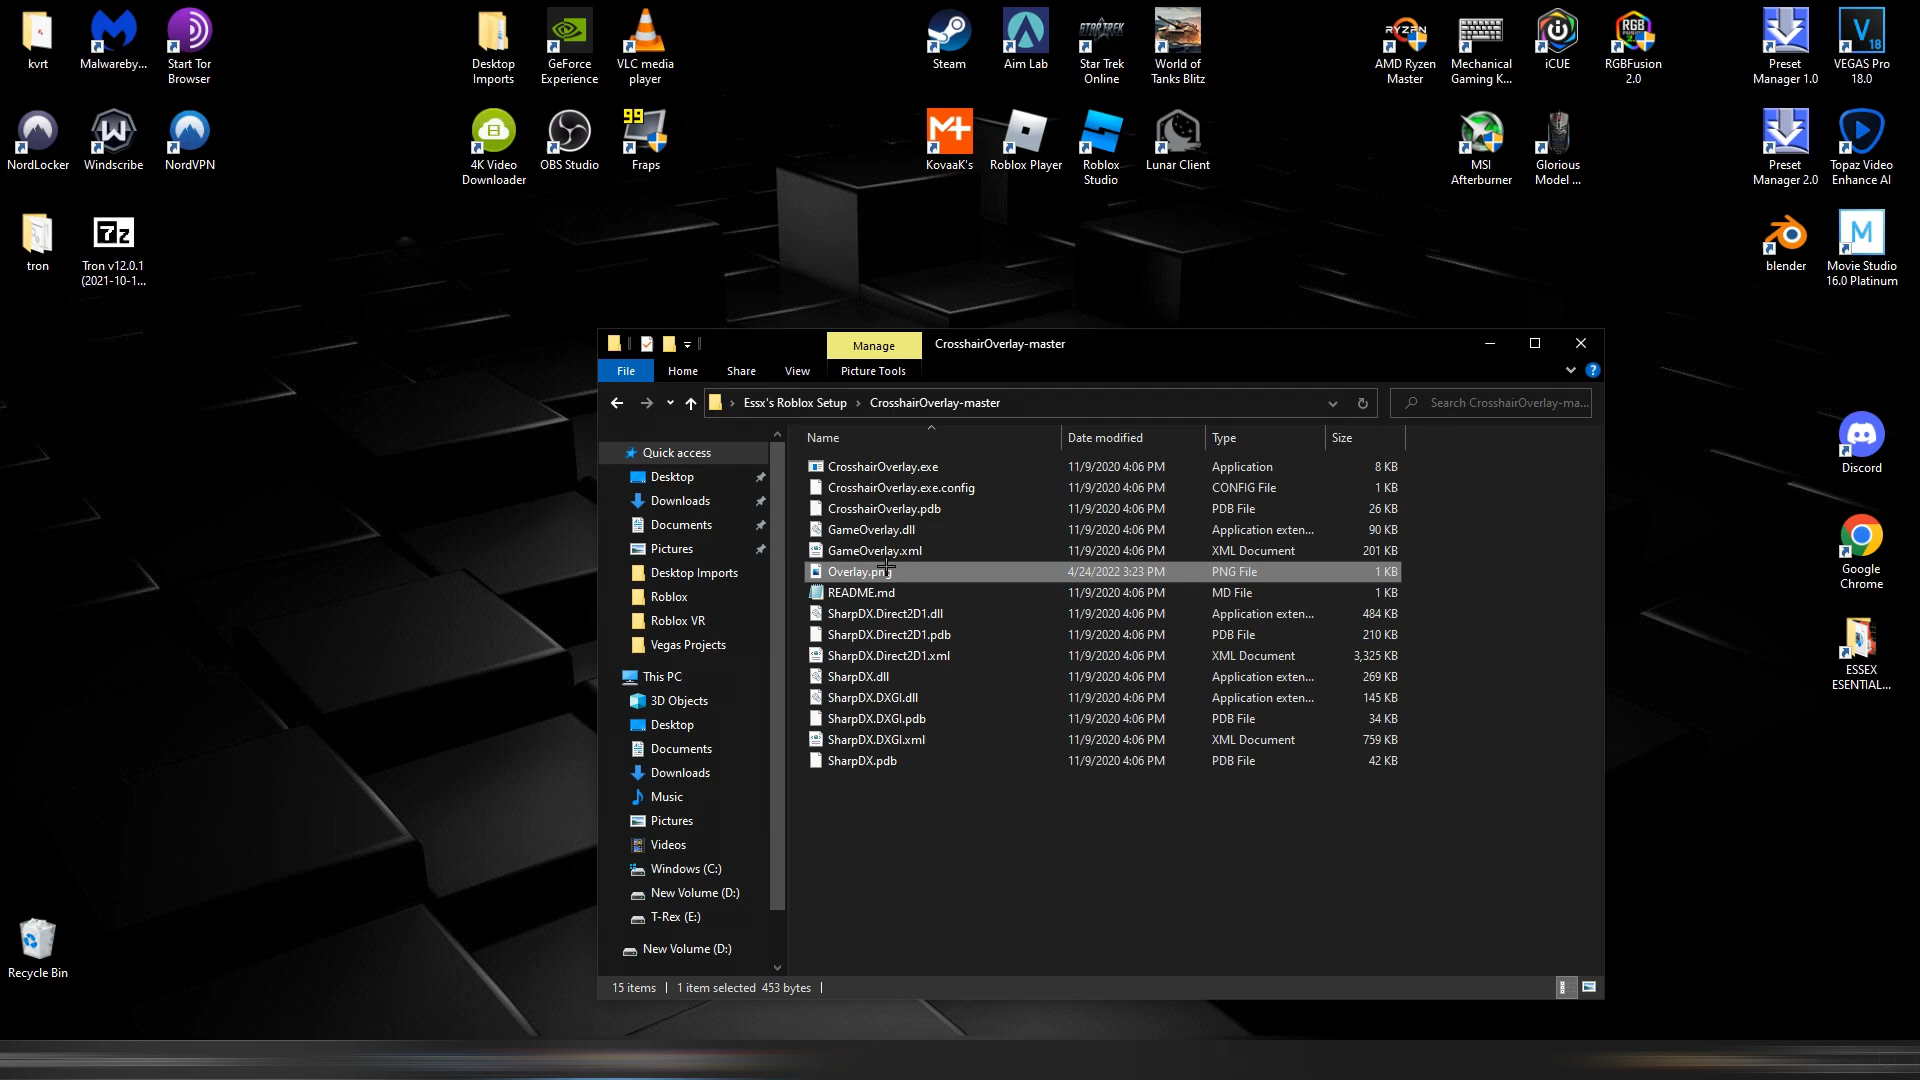 kvrt
Malwareby...
Start Tor
Browser
Desktop
Imports
GeForce
Experience
VLC media
player
Steam
Aim Lab
Star Trek
Online
World of
Tanks Blitz
AMD Ryzen
Master
Mechanical
Gaming K...
iCUE
RGBFusion
2.0
Preset
Manager 1.0
VEGAS Pro
18.0
NordLocker
Windscribe
NordVPN
4K Video
Downloader
OBS Studio
Fraps
KovaaK's
Roblox Player
Roblox
Studio
Lunar Client
MSI
Afterburner
Glorious
Model ...
Preset
Manager 2.0
Topaz Video
Enhance AI
tron
Tron v12.0.1
(2021-10-1...
blender
Movie Studio
16.0 Platinum
Discord
Google
Chrome
ESSEX
ESENTIAL...
Recycle Bin
Manage
CrosshairOverlay-master
File
Home
Share
View
Picture Tools
Essx's Roblox Setup › CrosshairOverlay-master
Search CrosshairOverlay-ma...
Quick access
Desktop
Downloads
Documents
Pictures
Desktop Imports
Roblox
Roblox VR
Vegas Projects
This PC
3D Objects
Desktop
Documents
Downloads
Music
Pictures
Videos
Windows (C:)
New Volume (D:)
T-Rex (E:)
New Volume (D:)
Name Date modified Type Size
CrosshairOverlay.exe 11/9/2020 4:06 PM Application 8 KB
CrosshairOverlay.exe.config 11/9/2020 4:06 PM CONFIG File 1 KB
CrosshairOverlay.pdb 11/9/2020 4:06 PM PDB File 26 KB
GameOverlay.dll 11/9/2020 4:06 PM Application exten... 90 KB
GameOverlay.xml 11/9/2020 4:06 PM XML Document 201 KB
Overlay.png 4/24/2022 3:23 PM PNG File 1 KB
README.md 11/9/2020 4:06 PM MD File 1 KB
SharpDX.Direct2D1.dll 11/9/2020 4:06 PM Application exten... 484 KB
SharpDX.Direct2D1.pdb 11/9/2020 4:06 PM PDB File 210 KB
SharpDX.Direct2D1.xml 11/9/2020 4:06 PM XML Document 3,325 KB
SharpDX.dll 11/9/2020 4:06 PM Application exten... 269 KB
SharpDX.DXGI.dll 11/9/2020 4:06 PM Application exten... 145 KB
SharpDX.DXGI.pdb 11/9/2020 4:06 PM PDB File 34 KB
SharpDX.DXGI.xml 11/9/2020 4:06 PM XML Document 759 KB
SharpDX.pdb 11/9/2020 4:06 PM PDB File 42 KB
15 items
1 item selected 453 bytes